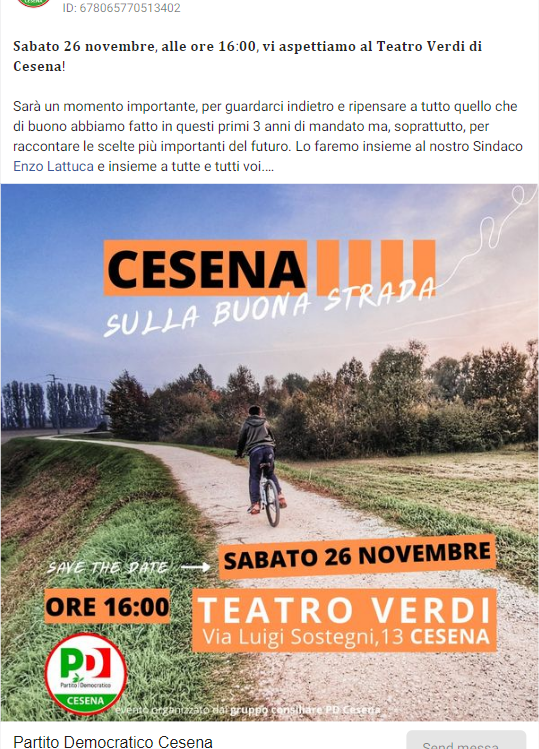 ID: 678065770513402
Sabato 26 novembre, alle ore 16:00, vi aspettiamo al Teatro Verdi di
Cesena!
Sarà un momento importante, per guardarci indietro e ripensare a tutto quello che
di buono abbiamo fatto in questi primi 3 anni di mandato ma, soprattutto, per
raccontare le scelte più importanti del futuro. Lo faremo insieme al nostro Sindaco
Enzo Lattuca e insieme a tutte e tutti voi....
CESENA
SULLA BUONA STRADA
SAVE THE DATE
SABATO 26 NOVEMBRE
ORE 16:00
TEATRO VERDI
Via Luigi Sostegni,13 CESENA
PD
Partito Democratico
CESENA
evento organizzato dal gruppo consiliare PD Cesena
Partito Democratico Cesena
Send messa